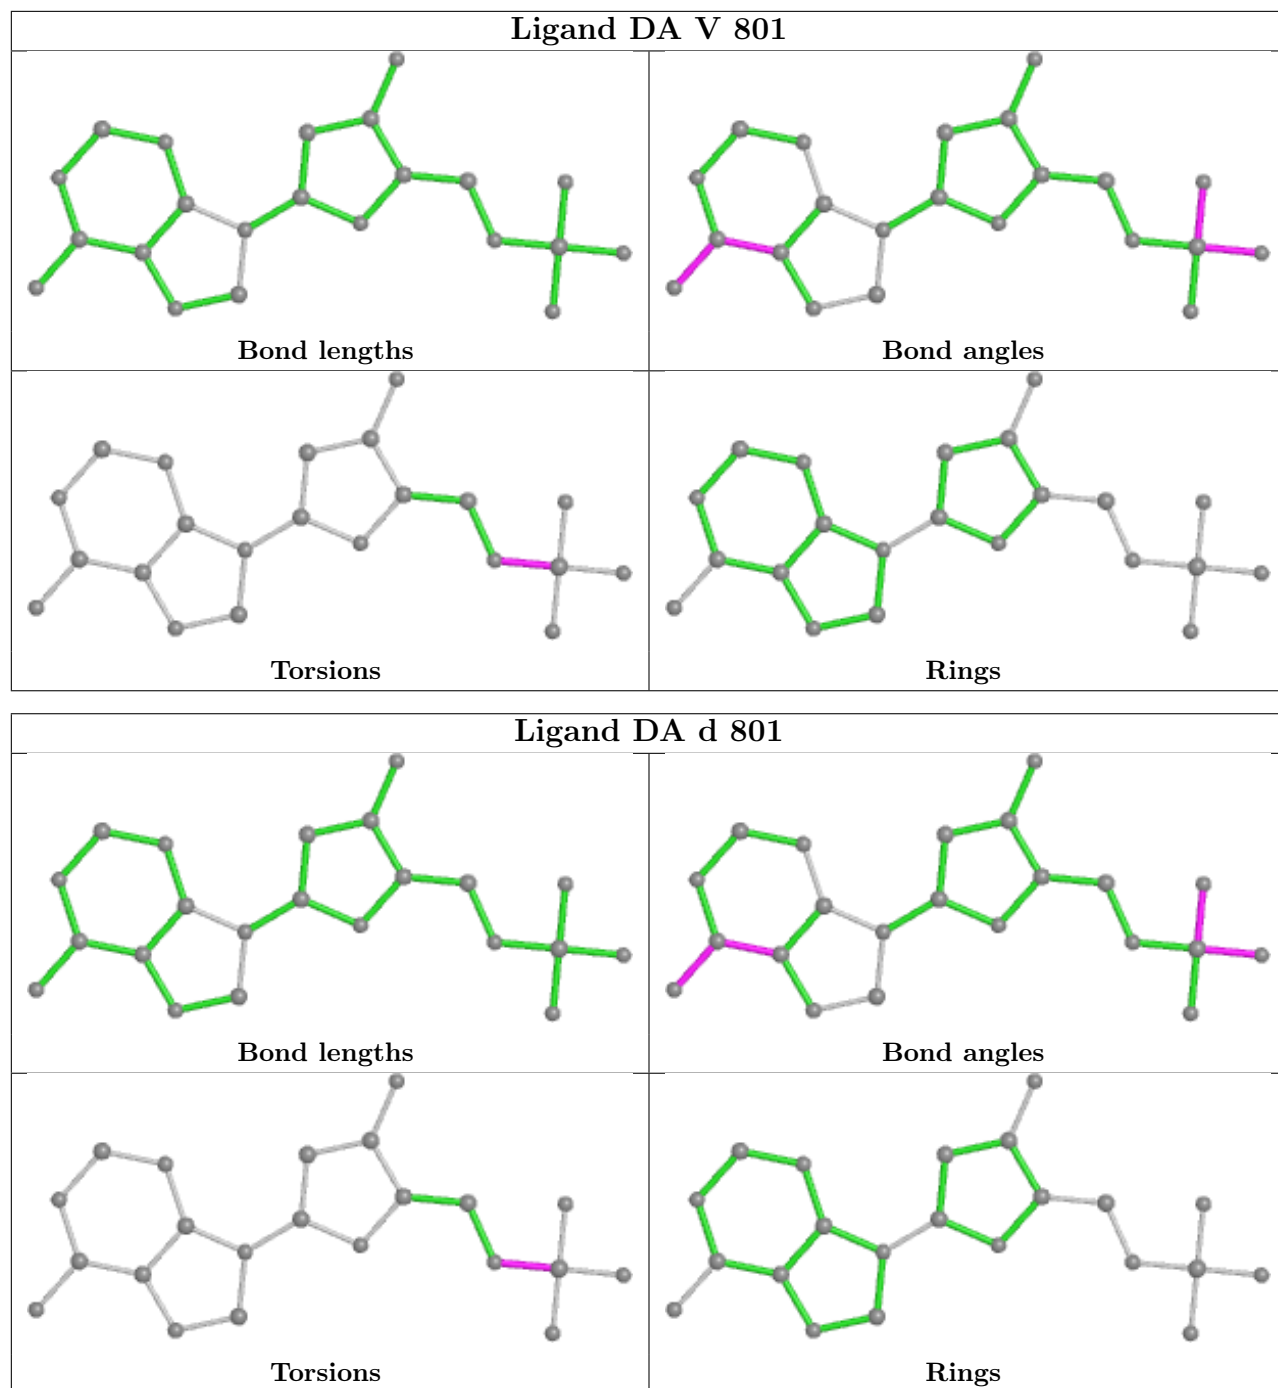 Ligand DA V 801
Bond lengths
Bond angles
Torsions
Rings
Ligand DA d 801
Bond lengths
Bond angles
Torsions
Rings